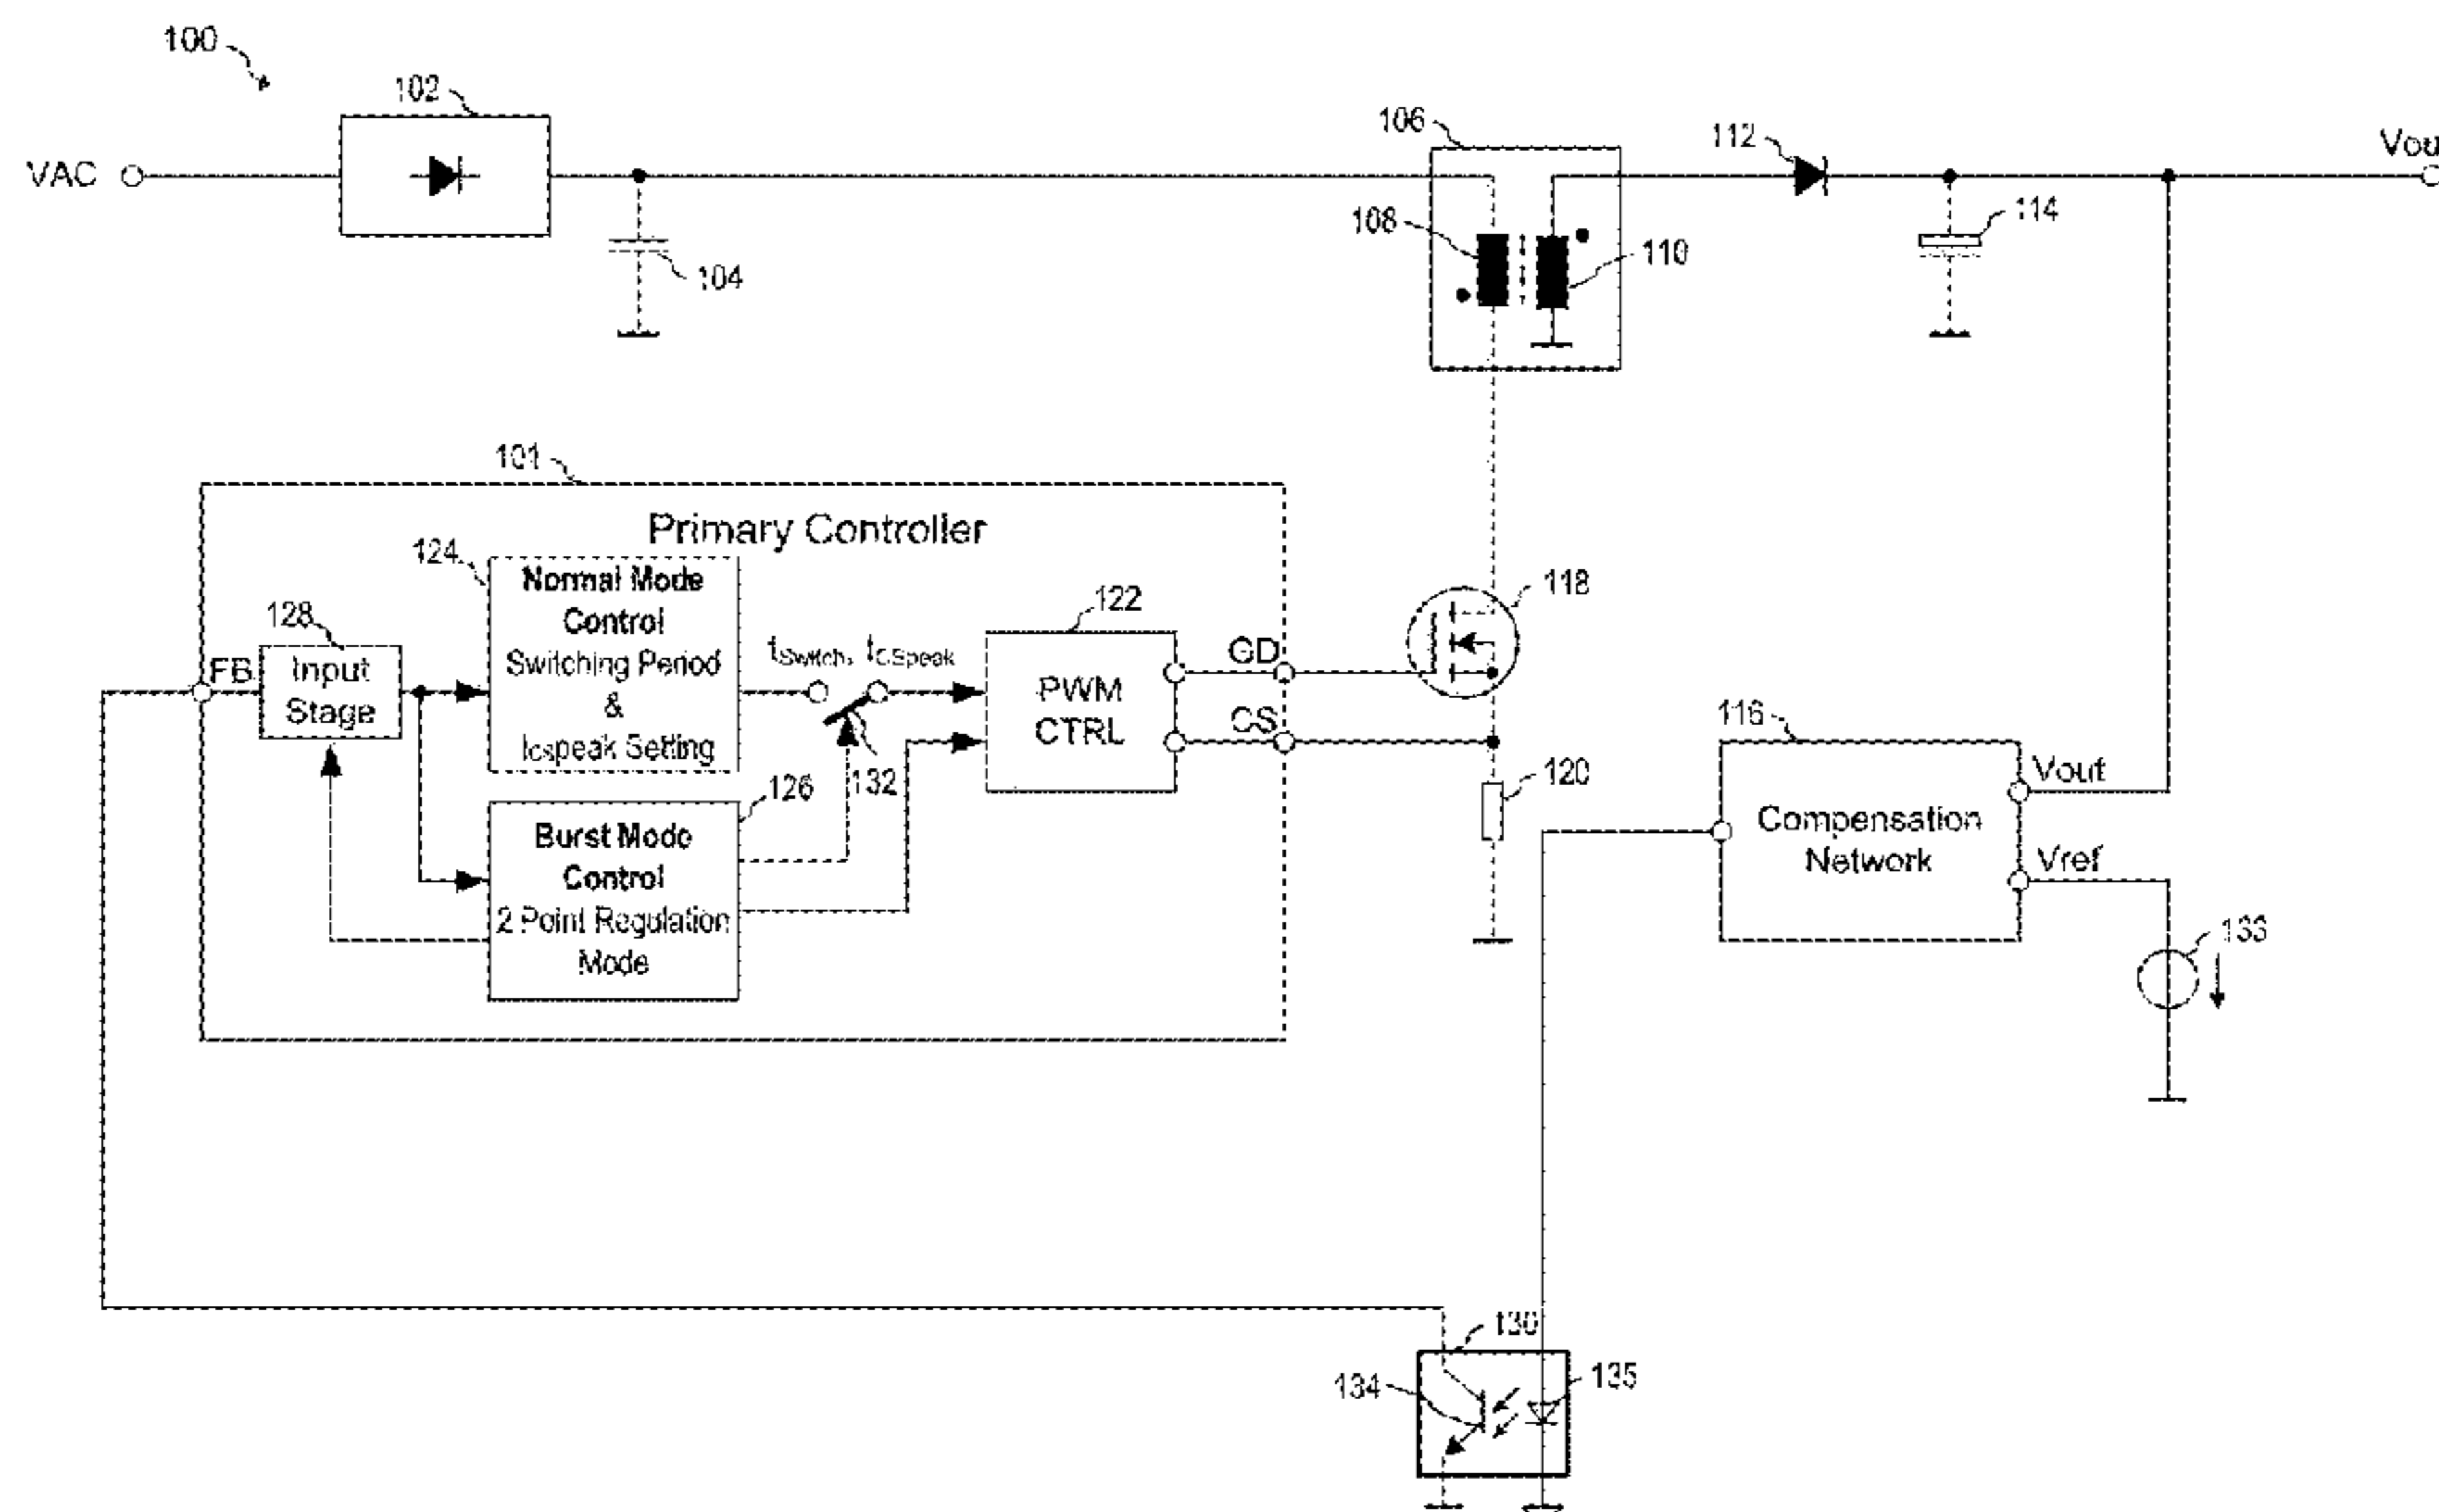 100
102
VAC
104
106
108
110
112
114
Vou
101
Primary Controller
124
Normal Mode
Control
Switching Period
&
Icspeak Setting
128
FB
Input
Stage
tSwitch, tCSpeak
132
126
Burst Mode
Control
2 Point Regulation
Mode
122
PWM
CTRL
GD
CS
118
120
116
Compensation
Network
Vout
Vref
133
130
134
135